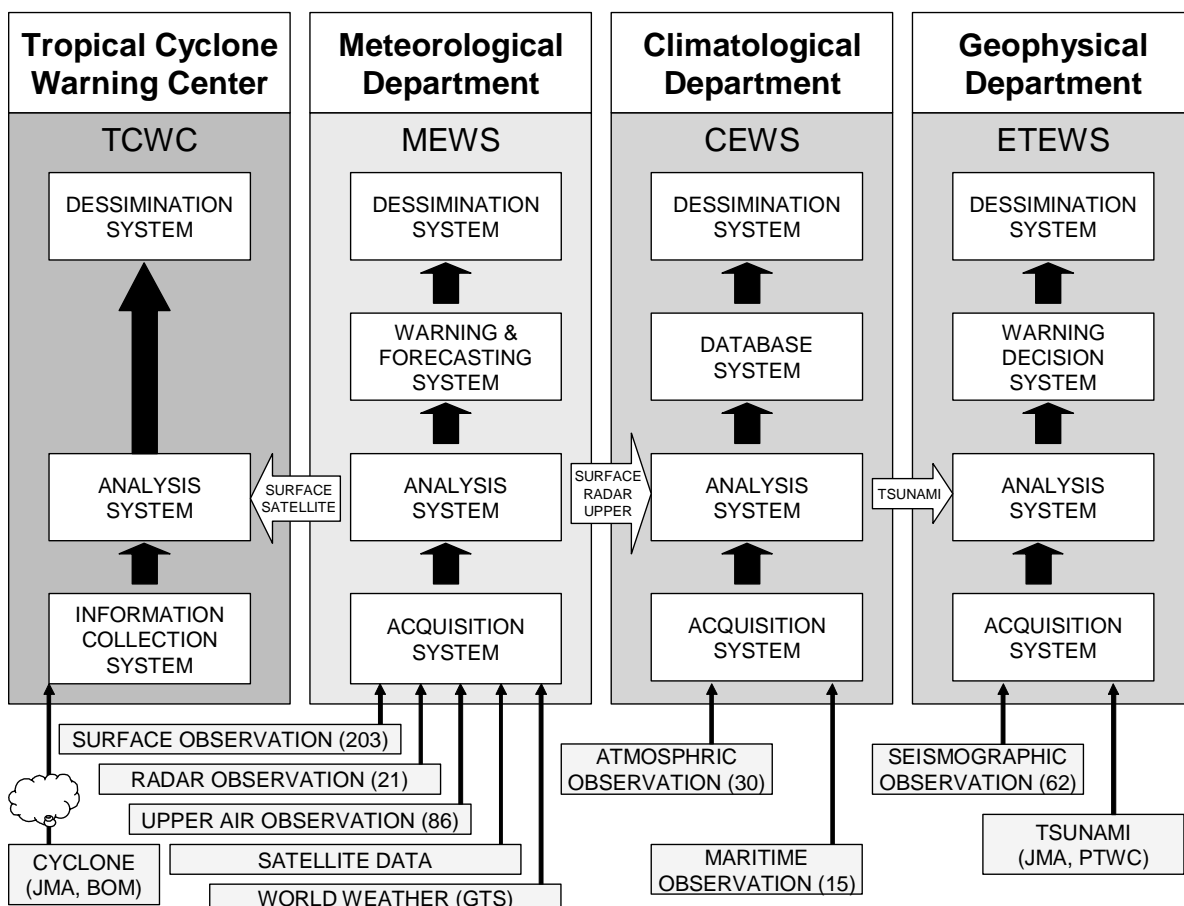 Tropical Cyclone
Warning Center
TCWC
DESSIMINATION
SYSTEM
ANALYSIS
SYSTEM
INFORMATION
COLLECTION
SYSTEM
Meteorological
Department
MEWS
DESSIMINATION
SYSTEM
WARNING &
FORECASTING
SYSTEM
ANALYSIS
SYSTEM
ACQUISITION
SYSTEM
Climatological
Department
CEWS
DESSIMINATION
SYSTEM
DATABASE
SYSTEM
ANALYSIS
SYSTEM
ACQUISITION
SYSTEM
Geophysical
Department
ETEWS
DESSIMINATION
SYSTEM
WARNING
DECISION
SYSTEM
ANALYSIS
SYSTEM
ACQUISITION
SYSTEM
SURFACE
SATELLITE
SURFACE
RADAR
UPPER
TSUNAMI
SURFACE OBSERVATION (203)
RADAR OBSERVATION (21)
UPPER AIR OBSERVATION (86)
SATELLITE DATA
WORLD WEATHER (GTS)
CYCLONE
(JMA, BOM)
ATMOSPHRIC
OBSERVATION (30)
MARITIME
OBSERVATION (15)
SEISMOGRAPHIC
OBSERVATION (62)
TSUNAMI
(JMA, PTWC)